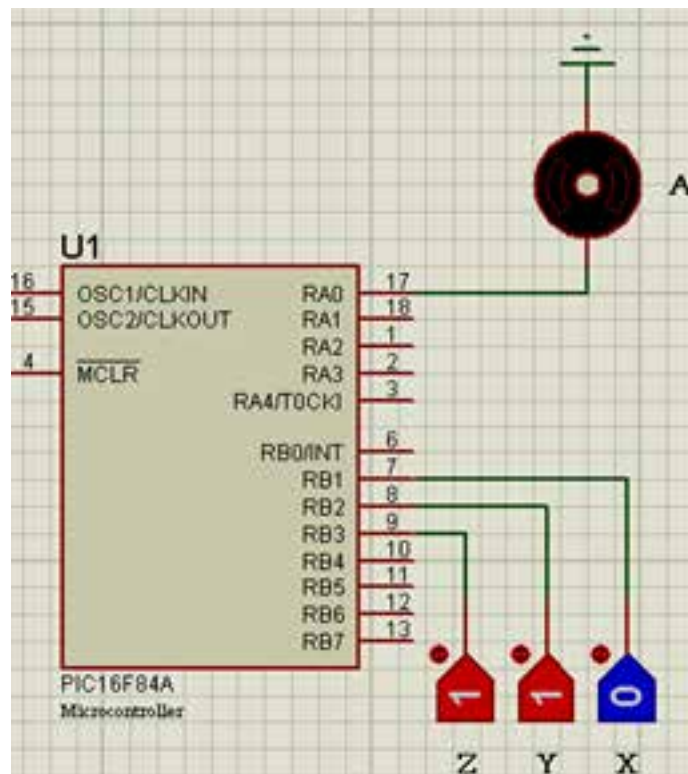 A
U1
16 OSC1/CLKIN RA0 17
15 OSC2/CLKOUT RA1 18
RA2 1
4 MCLR RA3 2
RA4/T0CKI 3
RB0/INT 6
RB1 7
RB2 8
RB3 9
RB4 10
RB5 11
RB6 12
RB7 13
PIC16F84A
Microcontroller
1 1 0
Z Y X